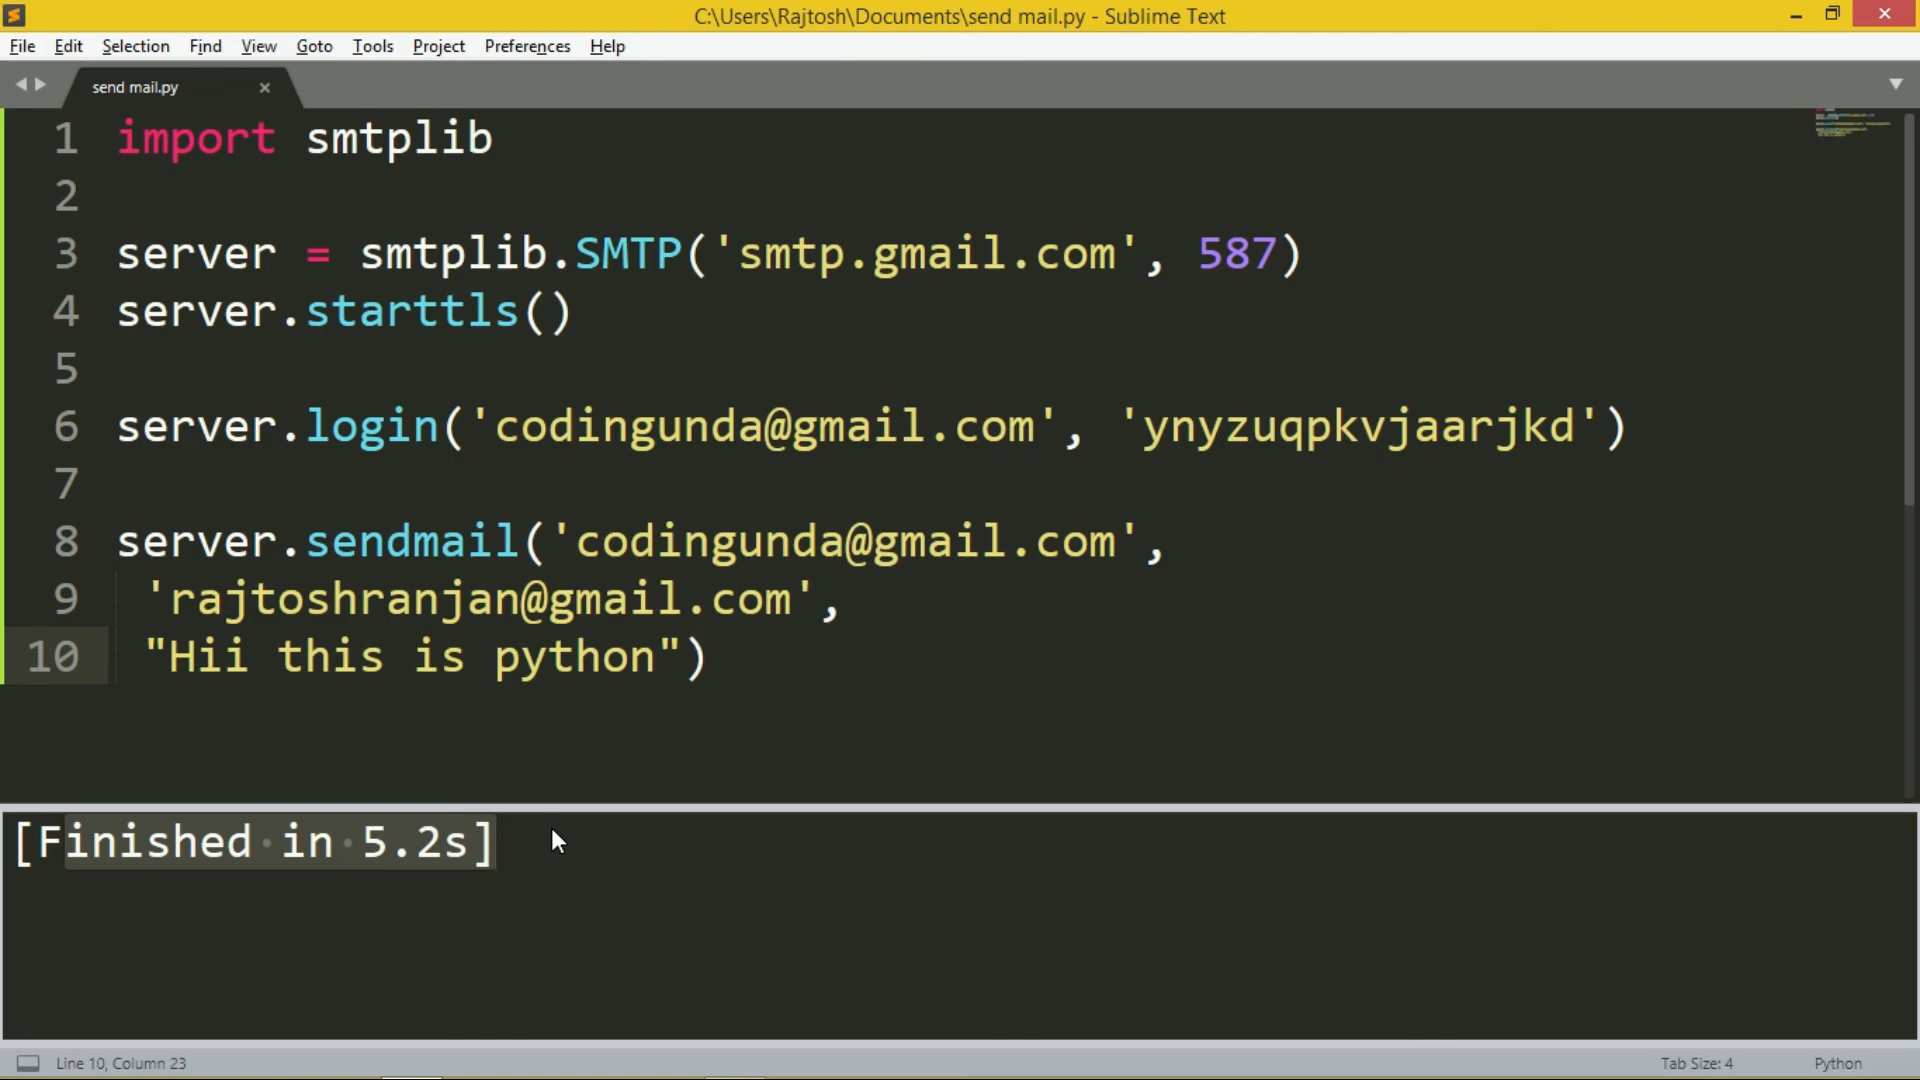 C:\Users\Rajtosh\Documents\send mail.py - Sublime Text
File Edit Selection Find View Goto Tools Project Preferences Help
send mail.py
1 import smtplib
2
3 server = smtplib.SMTP('smtp.gmail.com', 587)
4 server.starttls()
5
6 server.login('codingunda@gmail.com', 'ynyzuqpkvjaarjkd')
7
8 server.sendmail('codingunda@gmail.com',
9 'rajtoshranjan@gmail.com',
10 "Hii this is python")
[Finished in 5.2s]
Line 10, Column 23
Tab Size: 4
Python